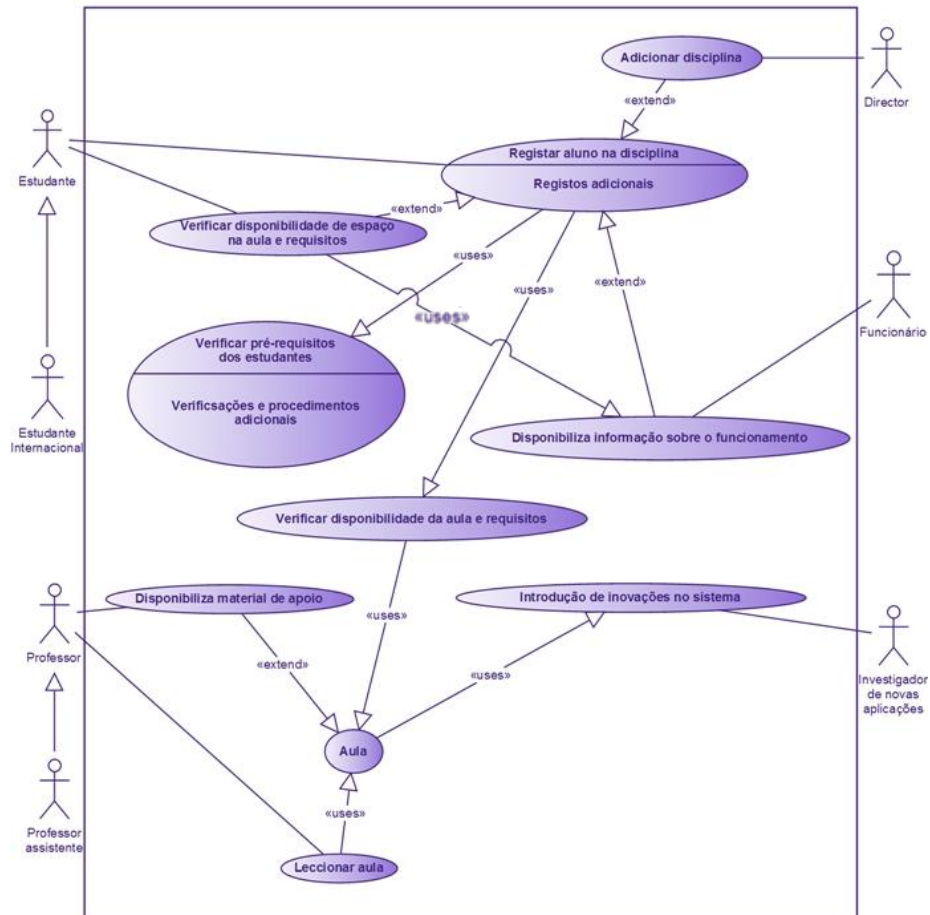 Adicionar disciplina
Director
«extend»
Estudante
Registar aluno na disciplina
Registos adicionais
«extend»
Verificar disponibilidade de espaço
na aula e requisitos
«uses»
«uses»
«extend»
Funcionário
«uses»
Verificar pré-requisitos
dos estudantes
Verificsações e procedimentos
adicionais
Estudante
Internacional
Disponibiliza informação sobre o funcionamento
Verificar disponibilidade da aula e requisitos
Disponibiliza material de apoio
Introdução de inovações no sistema
«uses»
Professor
«extend»
«uses»
Investigador
de novas
aplicações
Aula
«uses»
Professor
assistente
Leccionar aula